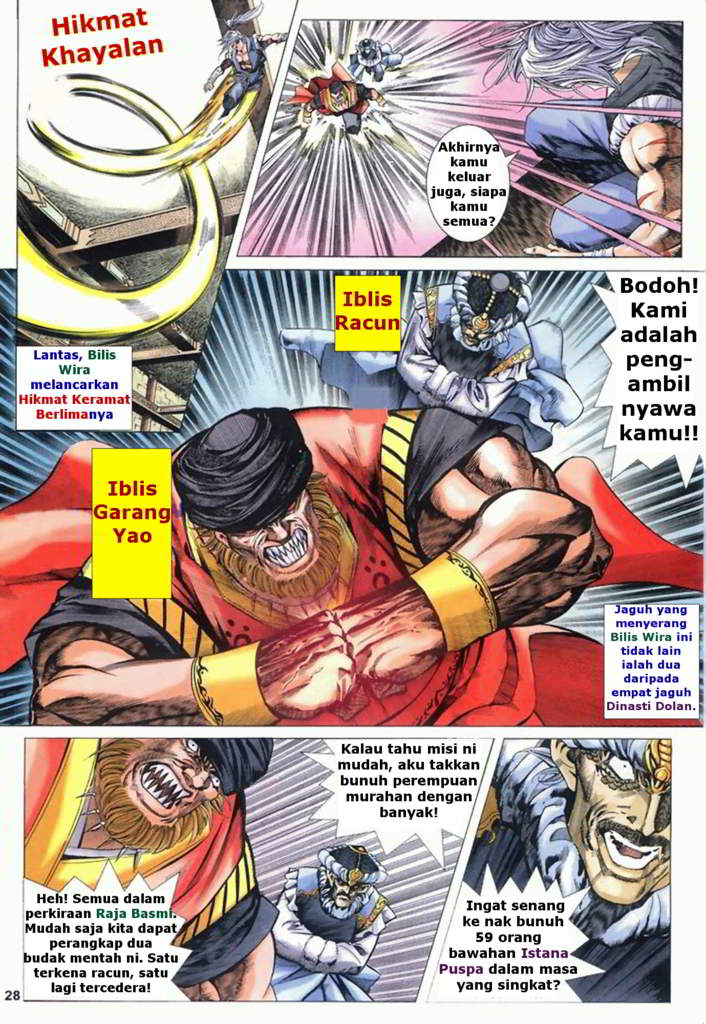 Hikmat
Khayalan
Akhirnya
kamu
keluar
juga, siapa
kamu
semua?
Lantas, Bilis
Wira
melancarkan
Hikmat Keramat
Berlimanya
Iblis
Racun
Bodoh!
Kami
adalah
peng-
ambil
nyawa
kamu!!
Iblis
Garang
Yao
Jaguh yang
menyerang
Bilis Wira ini
tidak lain
ialah dua
daripada
empat jaguh
Dinasti Dolan.
Kalau tahu misi ni
mudah, aku takkan
bunuh perempuan
murahan dengan
banyak!
Heh! Semua dalam
perkiraan Raja Basmi.
Mudah saja kita dapat
perangkap dua
budak mentah ni. Satu
terkena racun, satu
lagi tercedera!
Ingat senang
ke nak bunuh
59 orang
bawahan Istana
Puspa dalam masa
yang singkat?
28